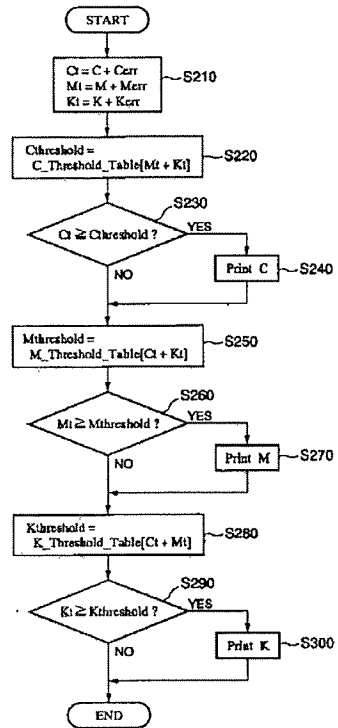 START
Ct = C + Cerr
Mt = M + Merr
Kt = K + Kerr
S210
Cthreshold =
C_Threshold_Table[Mt + Kt]
S220
S230
Ct ≧ Cthreshold ?
YES
NO
Print C
S240
Mthreshold =
M_Threshold_Table[Ct + Kt]
S250
S260
Mt ≧ Mthreshold ?
YES
NO
Print M
S270
Kthreshold =
K_Threshold_Table[Ct + Mt]
S280
S290
Kt ≧ Kthreshold ?
YES
NO
Print K
S300
END